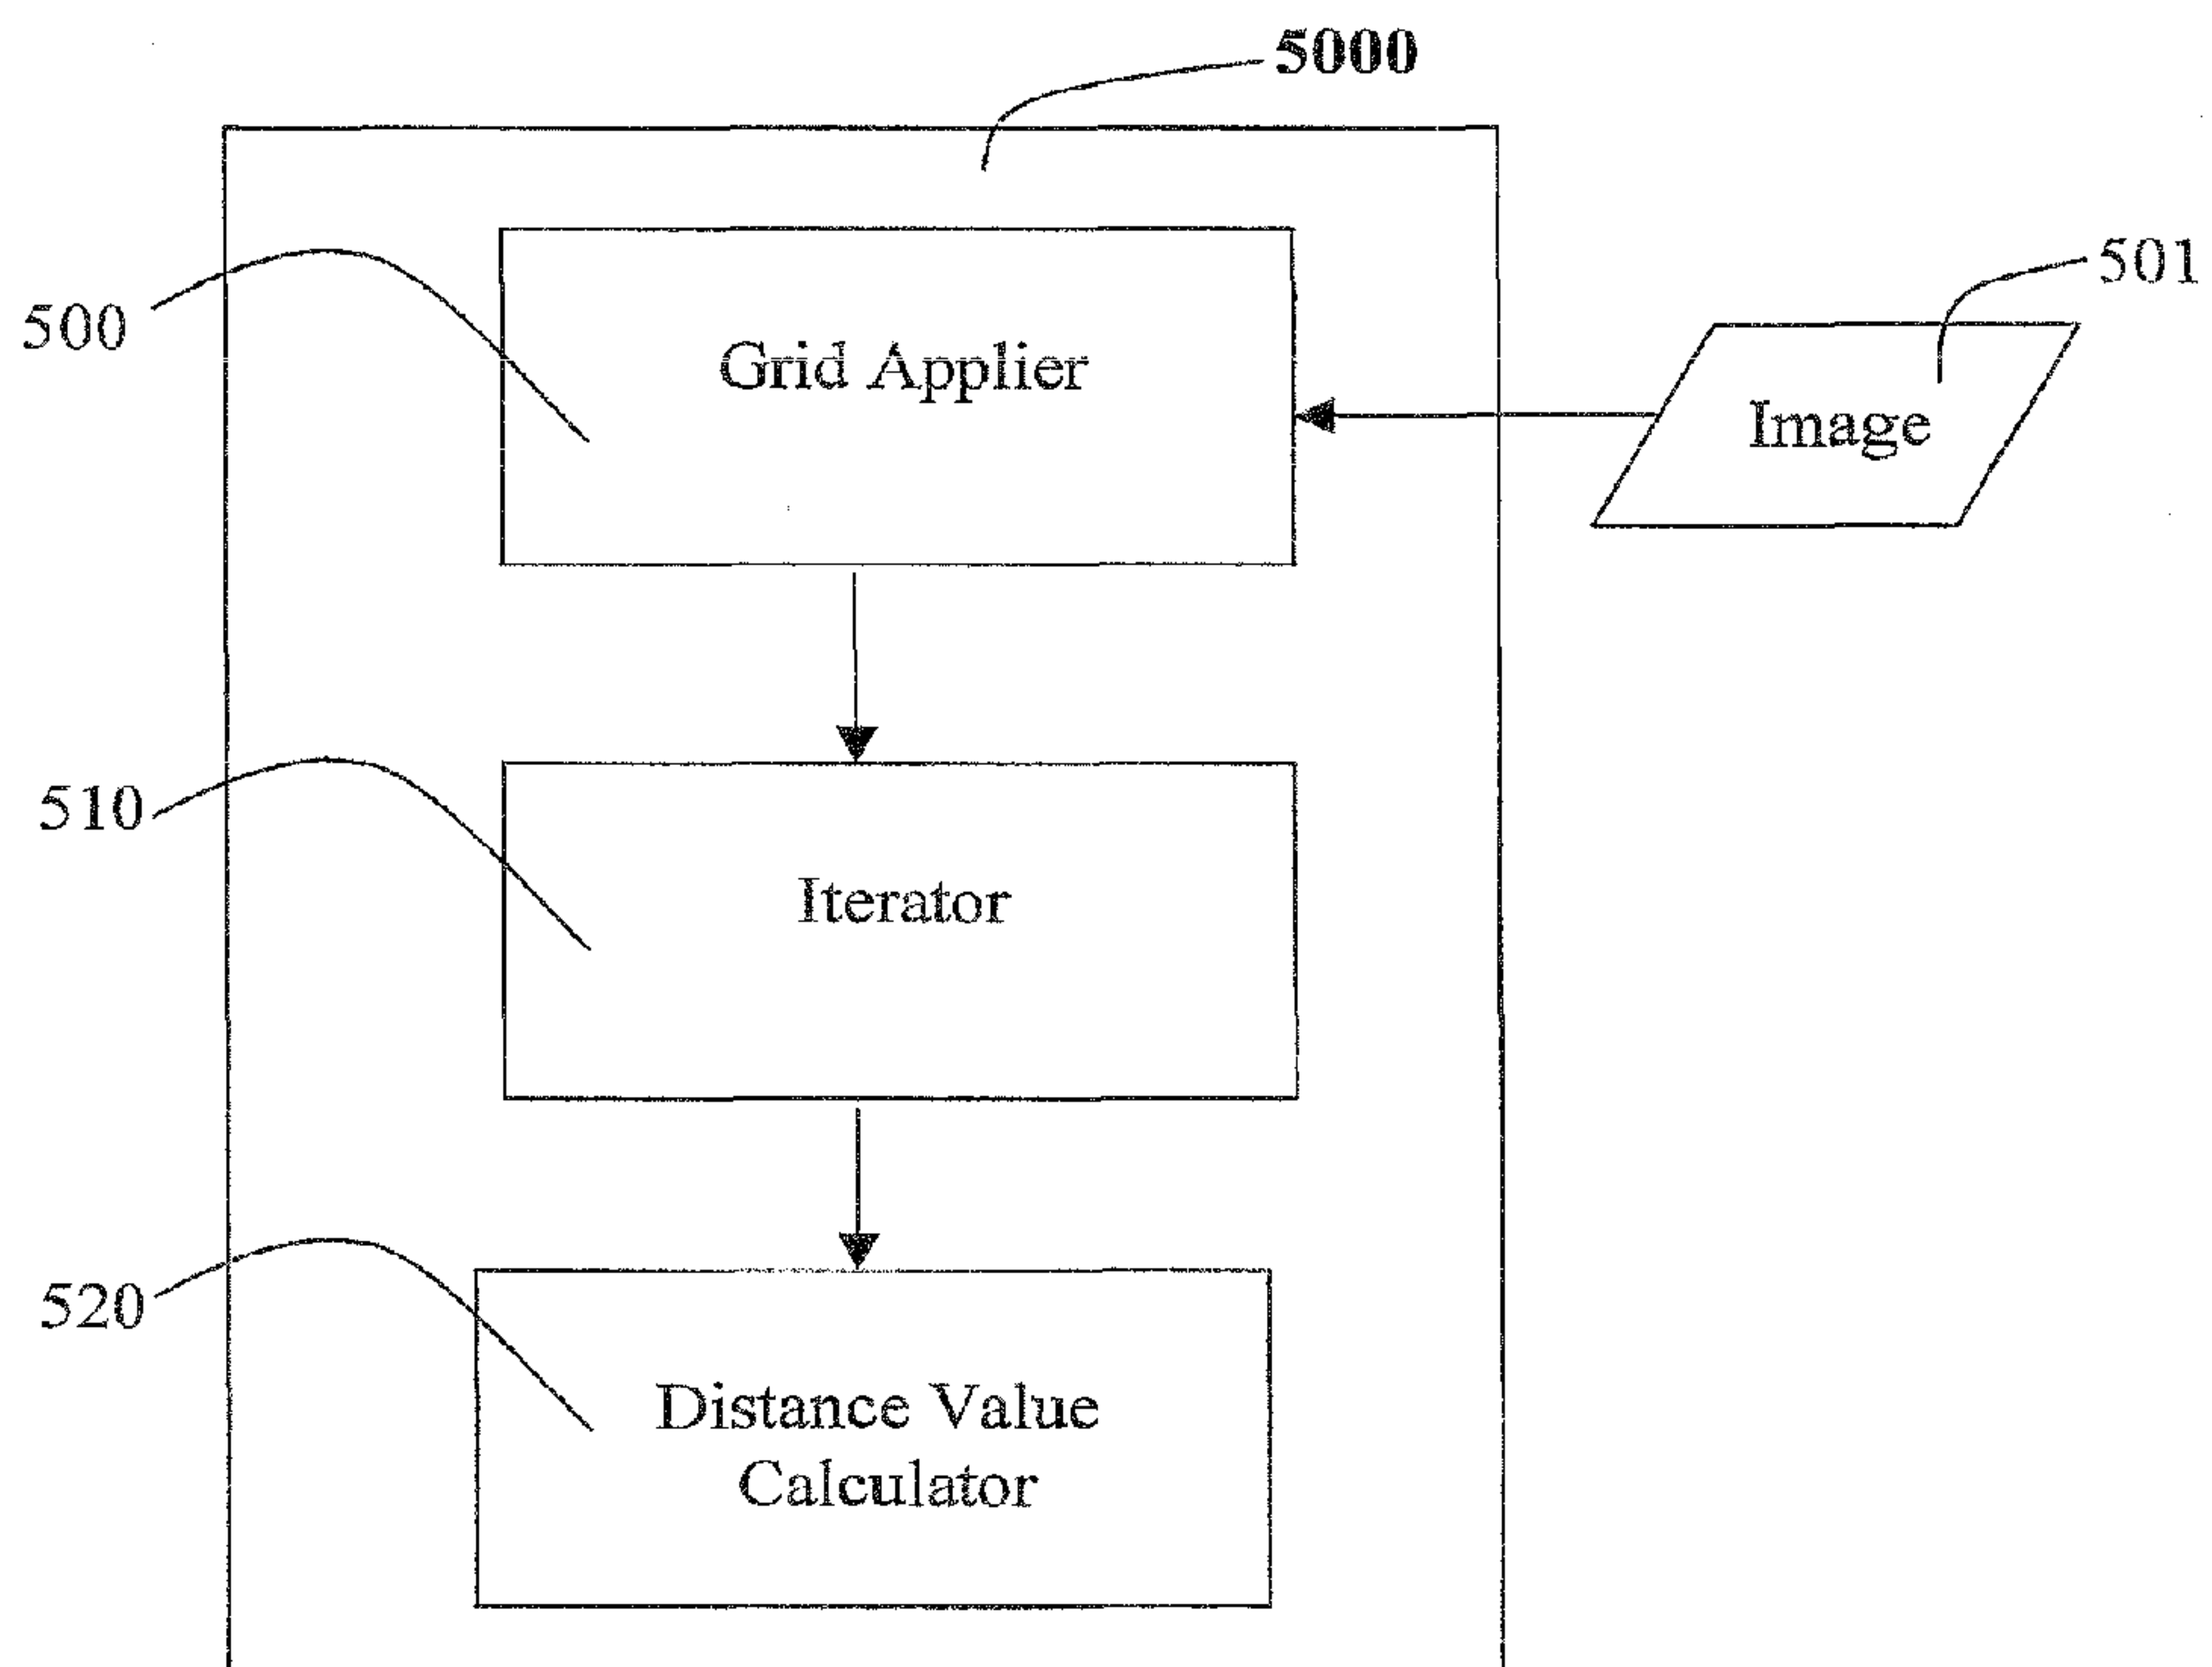 5000
501
500
Grid Applier
Image
510
Iterator
520
Distance Value
Calculator